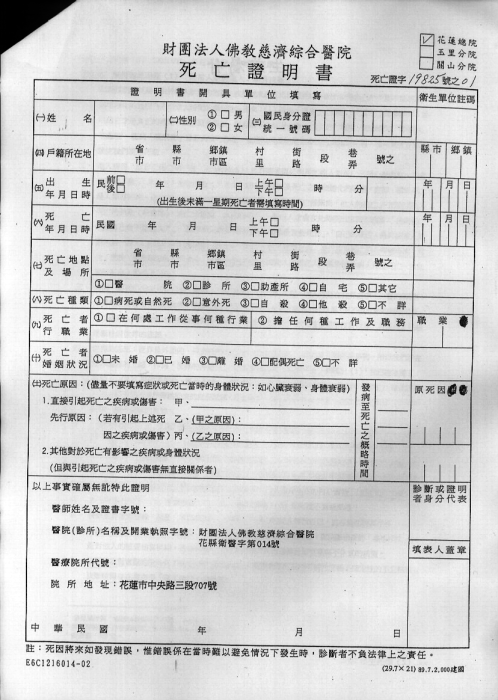 財團法人佛教慈濟綜合醫院
死亡證明書
☑花蓮總院
□玉里分院
□關山分院
死亡證字19825號之01
證明書開具單位填寫 衛生單位註碼
㈠姓名 ㈡性別 ①□男 ②□女 ㈢國民身分證統一號碼
㈣戶籍所在地 省市 縣市 鄉鎮市區 村里 街路 段 巷弄 號之 縣市 鄉鎮
㈤出生年月日時 民前□後□ 年 月 日 上午□下午□ 時 分 年 月 日
(出生後未滿一星期死亡者需填寫時間)
㈥死亡年月日時 民國 年 月 日 上午□下午□ 時 分 年 月 日
㈦死亡地點及場所 省市 縣市 鄉鎮市區 村里 街路 段 巷弄 號之
①□醫院 ②□診所 ③□助產所 ④□自宅 ⑤□其它
㈧死亡種類 ①□病死或自然死 ②□意外死 ③□自殺 ④□他殺 ⑤□不詳
㈨死亡者行職業 ①□在何處工作從事何種行業 ②擔任何種工作及職務 職業
㈩死亡者婚姻狀況 ①□未婚 ②□已婚 ③□離婚 ④□配偶死亡 ⑤□不詳
㈩死亡原因：(儘量不要填寫症狀或死亡當時的身體狀況：如心臟衰弱、身體衰弱) 發病至死亡之概略時間 原死因
1.直接引起死亡之疾病或傷害： 甲、
先行原因：(若有引起上述死 乙、(甲之原因)：
因之疾病或傷害) 丙、(乙之原因)：
2.其他對於死亡有影響之疾病或身體狀況
(但與引起死亡之疾病或傷害無直接關係者)
以上事實確屬無訛特此證明 診斷或證明者身分代表
醫師姓名及證書字號：
醫院(診所)名稱及開業執照字號：財團法人佛教慈濟綜合醫院
花縣衛醫字第014號
填表人蓋章
醫療院所代號：
院所地址：花蓮市中央路三段707號
中華民國 年 月 日
註：死因將來如發現錯誤，惟錯誤係在當時難以避免情況下發生時，診斷者不負法律上之責任。
E6C1216014-02
(29.7×21) 89.7.2,000建國